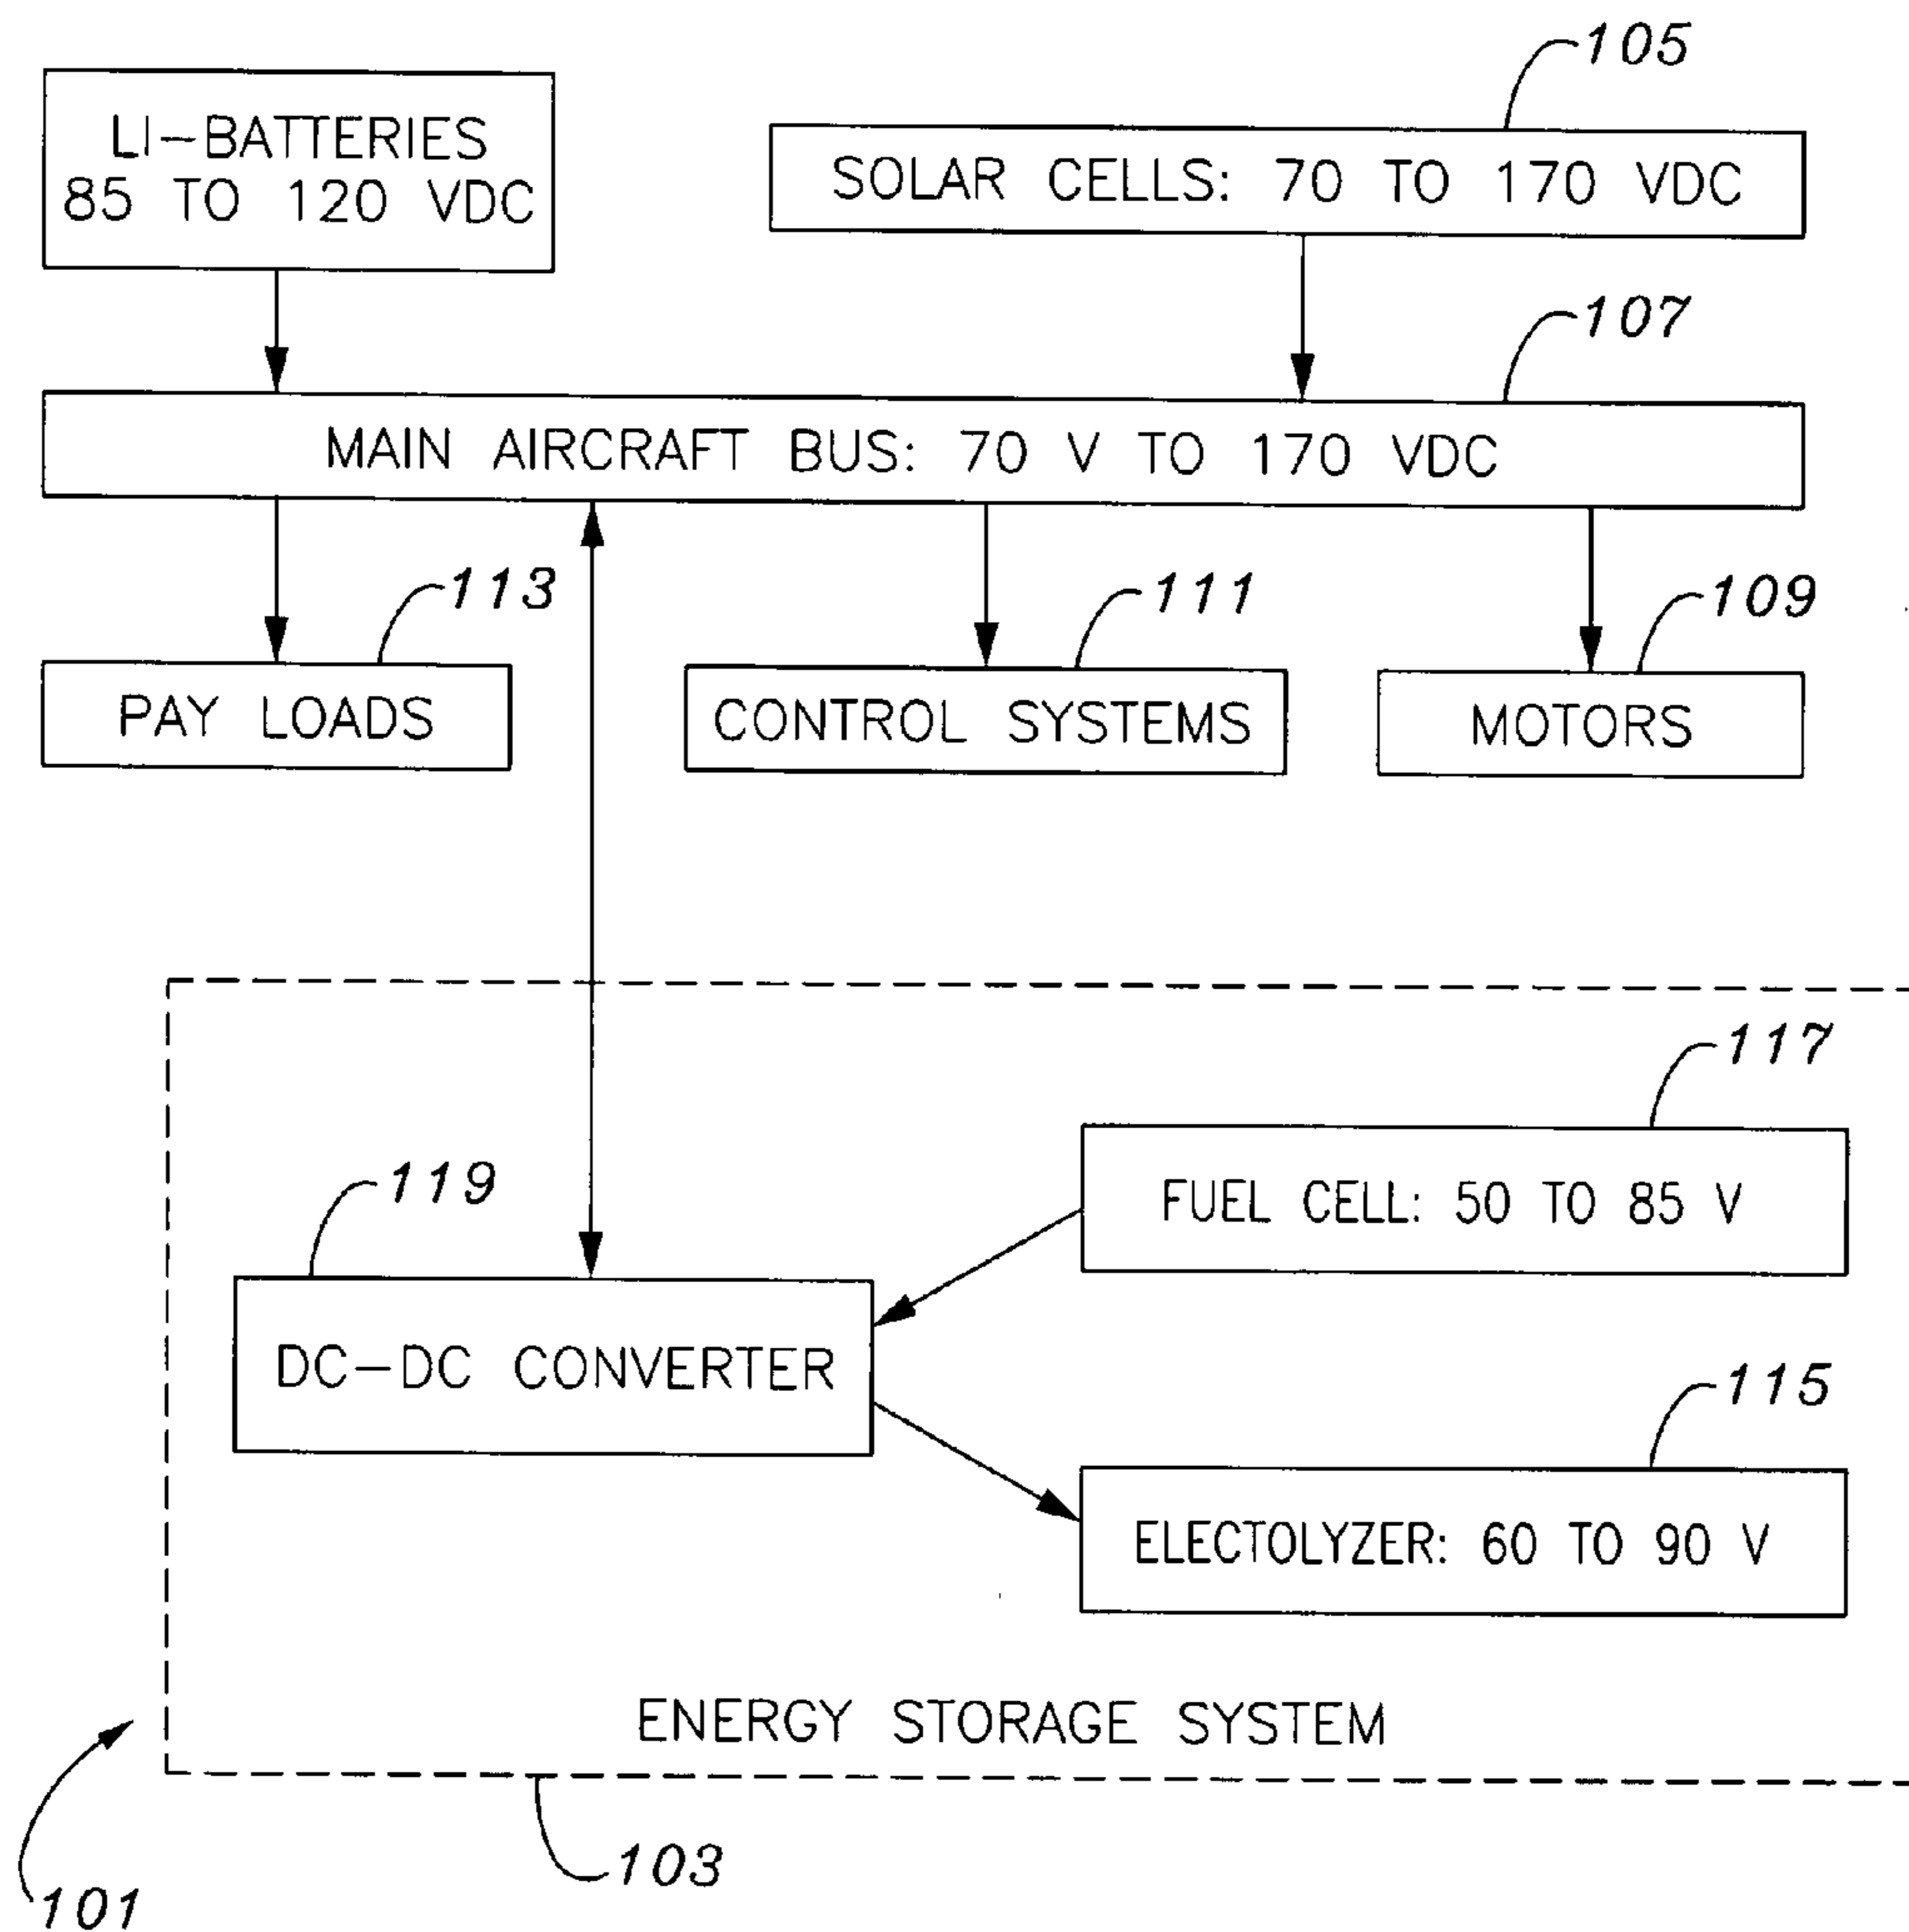 105
LI-BATTERIES
85 TO 120 VDC
SOLAR CELLS: 70 TO 170 VDC
107
MAIN AIRCRAFT BUS: 70 V TO 170 VDC
113
111
109
PAY LOADS
CONTROL SYSTEMS
MOTORS
117
119
FUEL CELL: 50 TO 85 V
DC-DC CONVERTER
115
ELECTOLYZER: 60 TO 90 V
ENERGY STORAGE SYSTEM
103
101